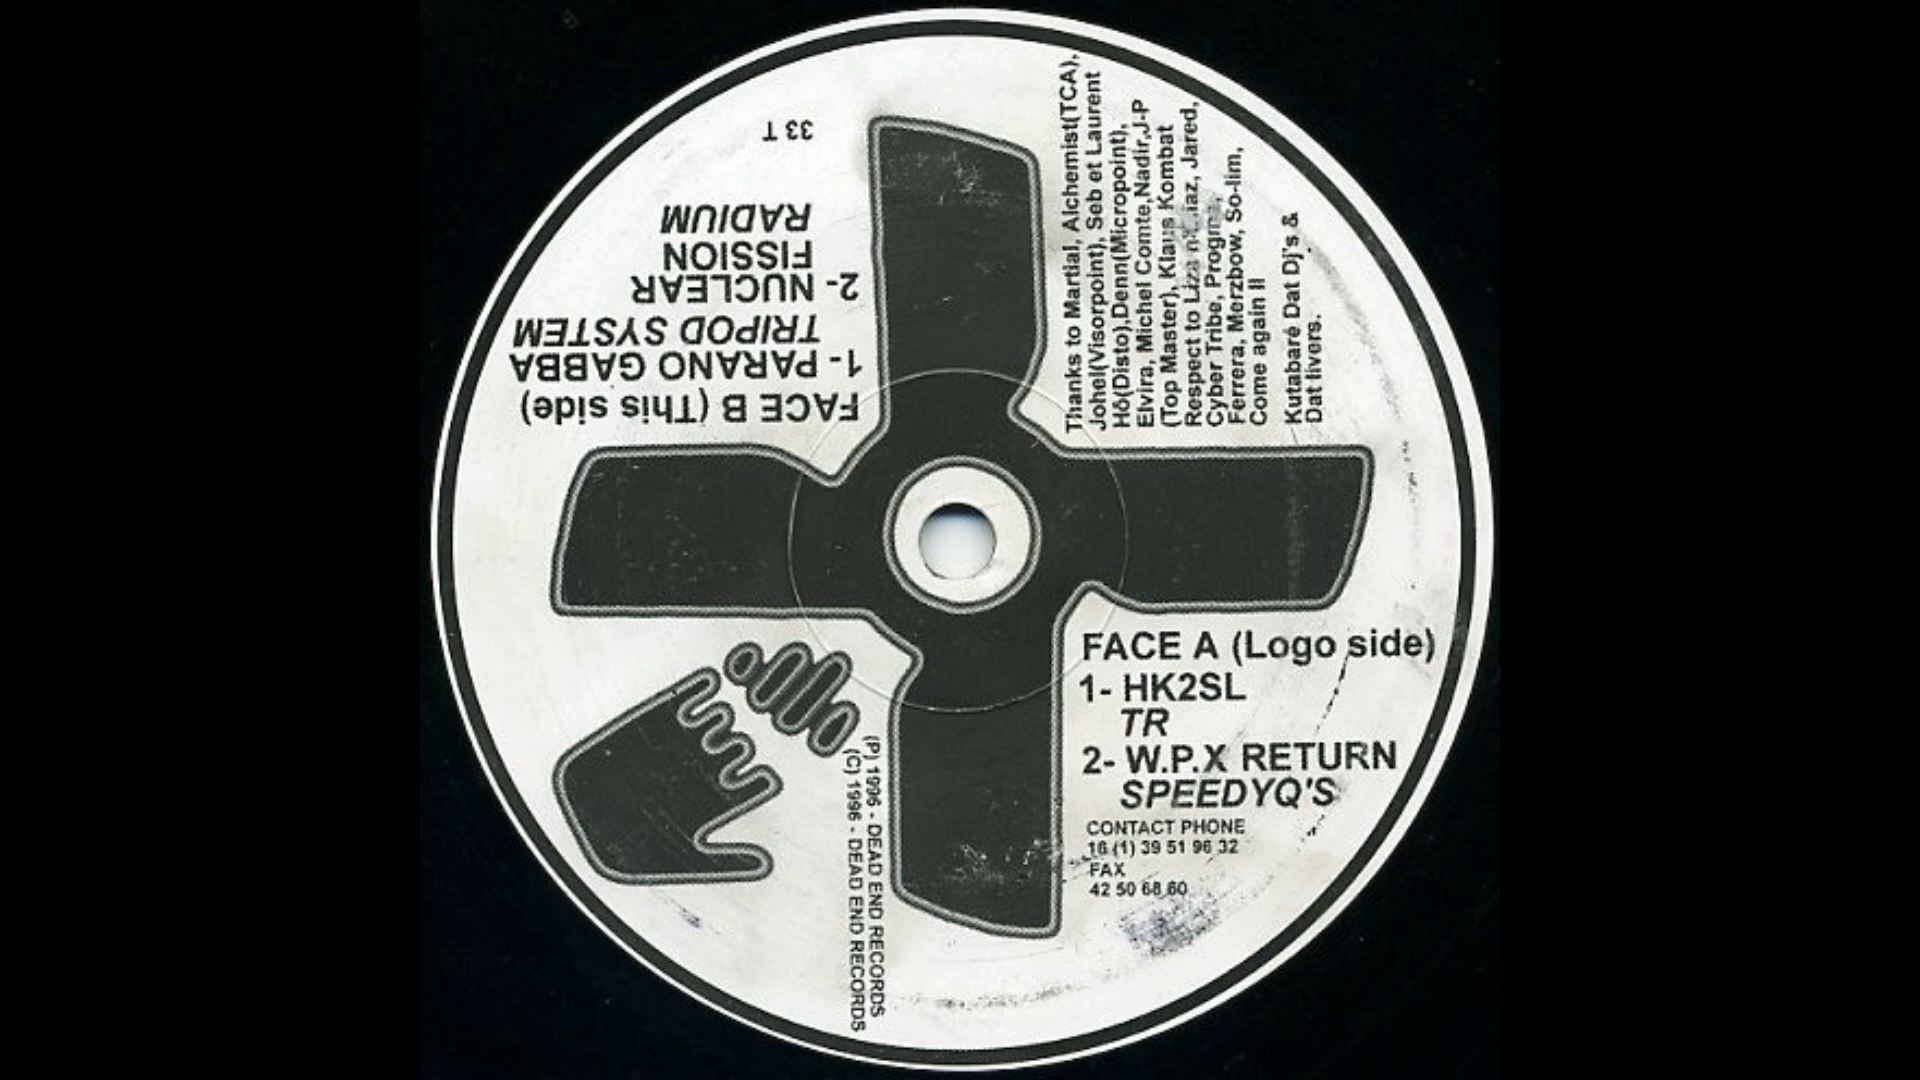 33 T
FACE B (This side)
1- PARANO GABBA
TRIPOD SYSTEM
2- NUCLEAR
FISSION
RADIUM
Thanks to Martial, Alchemist(TCA),
Johel(Visorpoint), Seb et Laurent
Hô(Disto),Denn(Micropoint),
Elvira, Michel Comte,Nadir,J-P
(Top Master), Klaus Kombat
Respect to Liza Jared,
Cyber Tribe, Progma,
Ferrera, Merzbow, So-lim,
Come again !!
Kutabaré Dat Dj's &
Dat livers.
FACE A (Logo side)
1- HK2SL
TR
2- W.P.X RETURN
SPEEDYQ'S
CONTACT PHONE
16 (1) 39 51 96 32
FAX
42 50 68 60
(P) 1996 - DEAD END RECORDS
(C) 1996 - DEAD END RECORDS